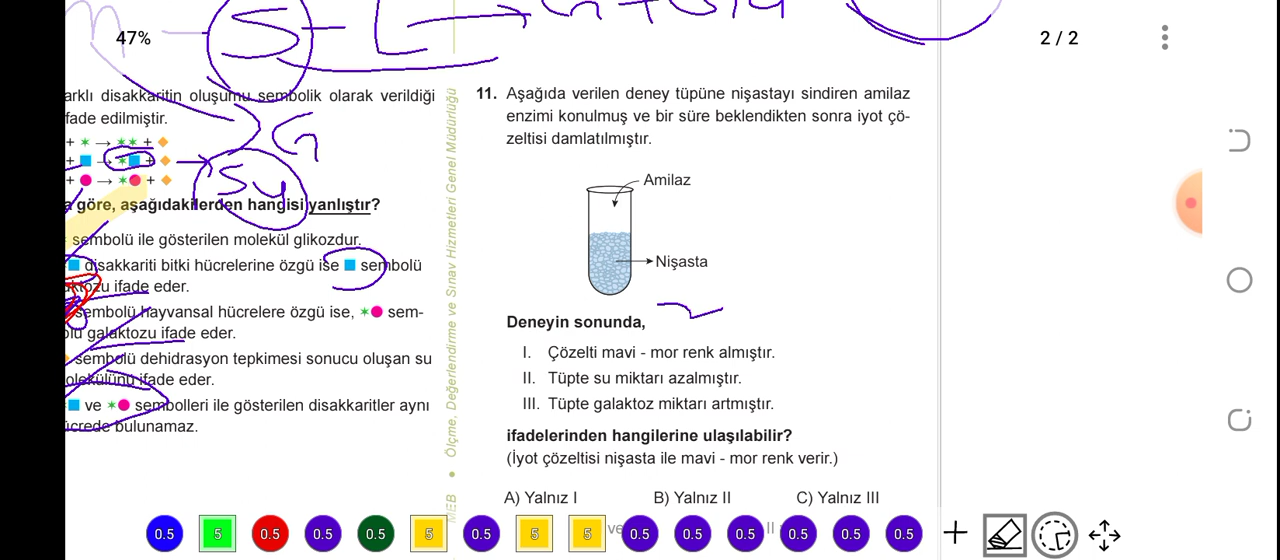 47%
2 / 2
arklı disakkaritin oluşumu sembolik olarak verildiği
fade edilmiştir.
+ ✶ → ✶✶ + ◆
+ ■ → ✶■ + ◆
+ ● → ✶● + ◆
a göre, aşağıdakilerden hangisi yanlıştır?
sembolü ile gösterilen molekül glikozdur.
■ disakkariti bitki hücrelerine özgü ise ■ sembolü
ktozu ifade eder.
sembolü hayvansal hücrelere özgü ise, ✶● sem-
olü galaktozu ifade eder.
sembolü dehidrasyon tepkimesi sonucu oluşan su
olekülünü ifade eder.
■ ve ✶● sembolleri ile gösterilen disakkaritler aynı
ücrede bulunamaz.
G
Su
MEB ● Ölçme, Değerlendirme ve Sınav Hizmetleri Genel Müdürlüğü
11. Aşağıda verilen deney tüpüne nişastayı sindiren amilaz
enzimi konulmuş ve bir süre beklendikten sonra iyot çö-
zeltisi damlatılmıştır.
Amilaz
Nişasta
Deneyin sonunda,
I. Çözelti mavi - mor renk almıştır.
II. Tüpte su miktarı azalmıştır.
III. Tüpte galaktoz miktarı artmıştır.
ifadelerinden hangilerine ulaşılabilir?
(İyot çözeltisi nişasta ile mavi - mor renk verir.)
A) Yalnız I B) Yalnız II C) Yalnız III
ve II
0.5 5 0.5 0.5 0.5 5 0.5 5 5 0.5 0.5 0.5 0.5 0.5 0.5